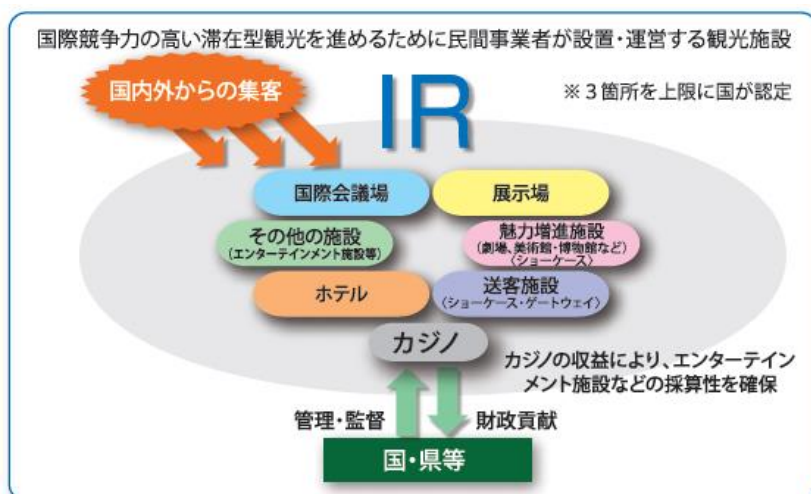 国際競争力の高い滞在型観光を進めるために民間事業者が設置・運営する観光施設
国内外からの集客
IR
※3箇所を上限に国が認定
国際会議場
展示場
その他の施設
(エンターテインメント施設等)
魅力増進施設
(劇場、美術館・博物館など)
〈ショーケース〉
ホテル
送客施設
〈ショーケース・ゲートウェイ〉
カジノ
カジノの収益により、エンターテイン
メント施設などの採算性を確保
管理・監督
財政貢献
国・県等